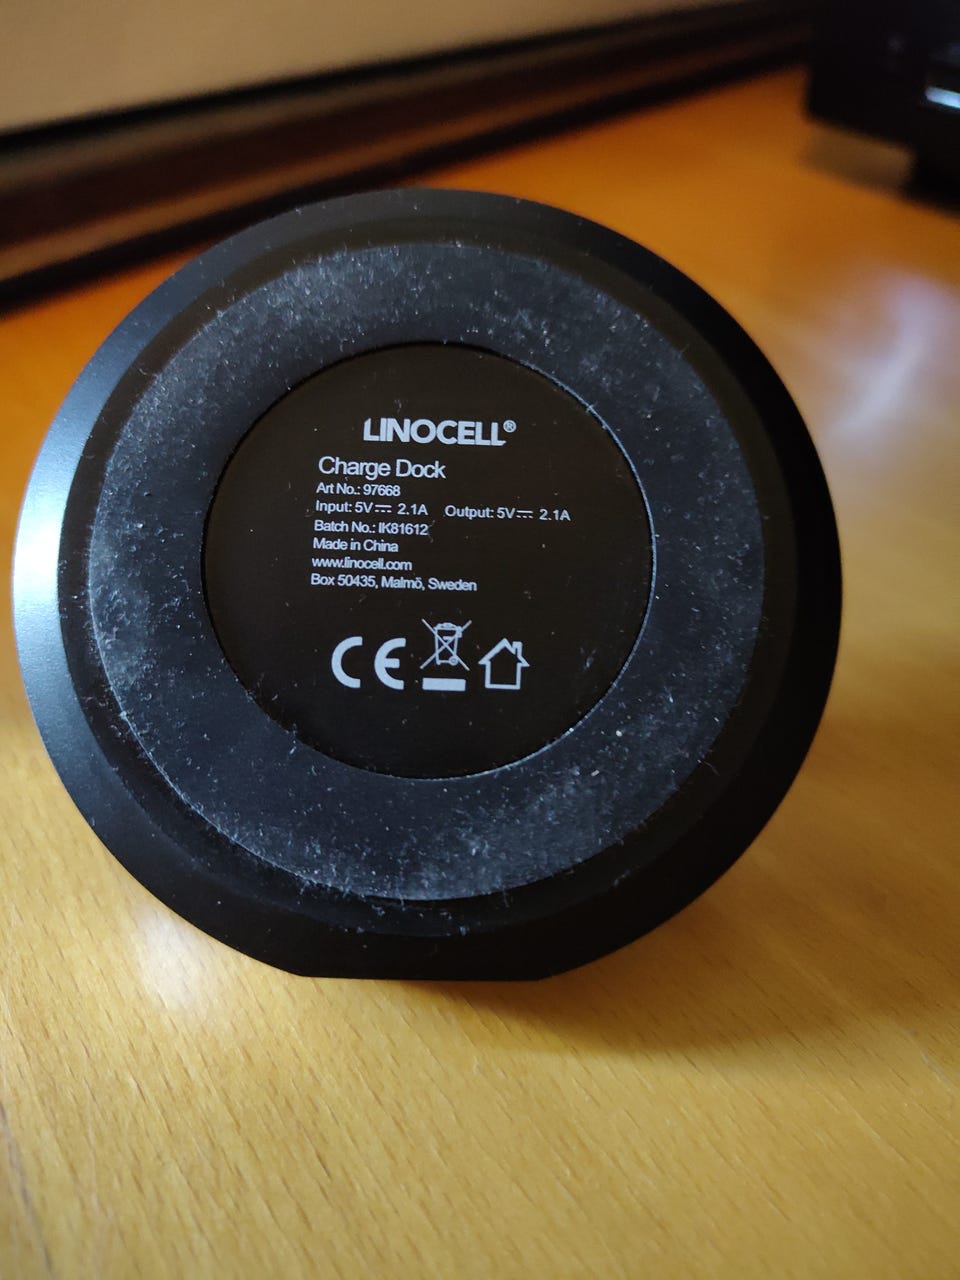 LINOCELL®
Charge Dock
Art No.: 97668
Input: 5V⎓ 2.1A Output: 5V⎓ 2.1A
Batch No.: IK81612
Made in China
www.linocell.com
Box 50435, Malmö, Sweden
CE